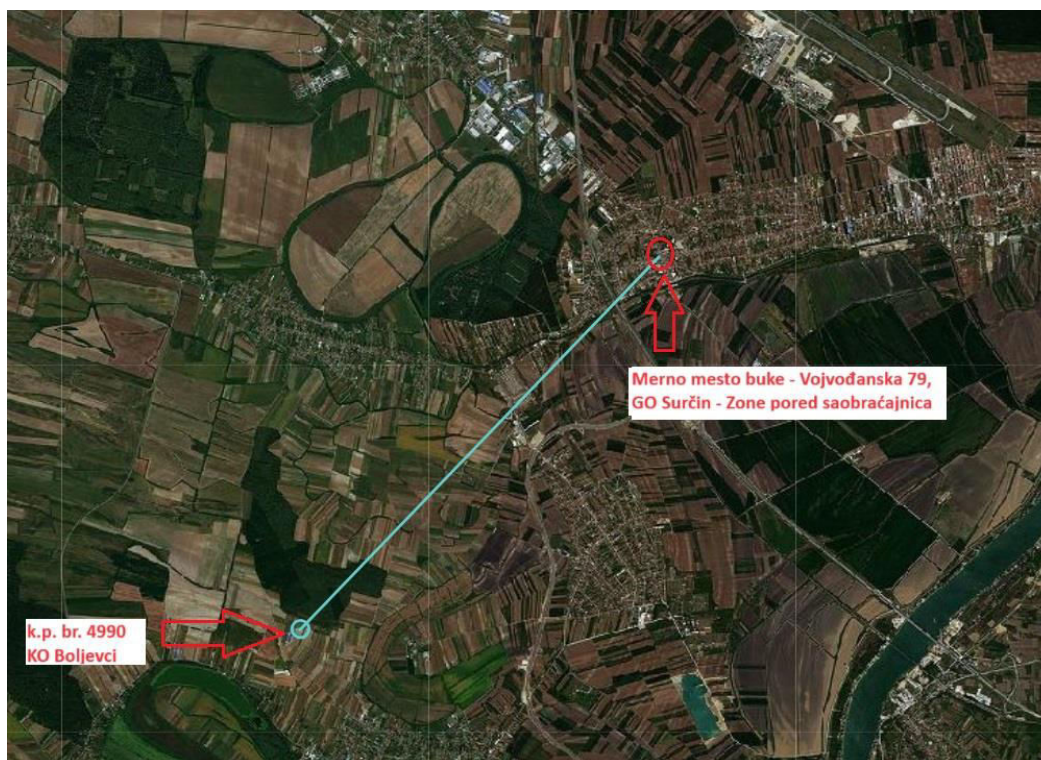 Merno mesto buke - Vojvođanska 79,
GO Surčin - Zone pored saobraćajnica
k.p. br. 4990
KO Boljevci